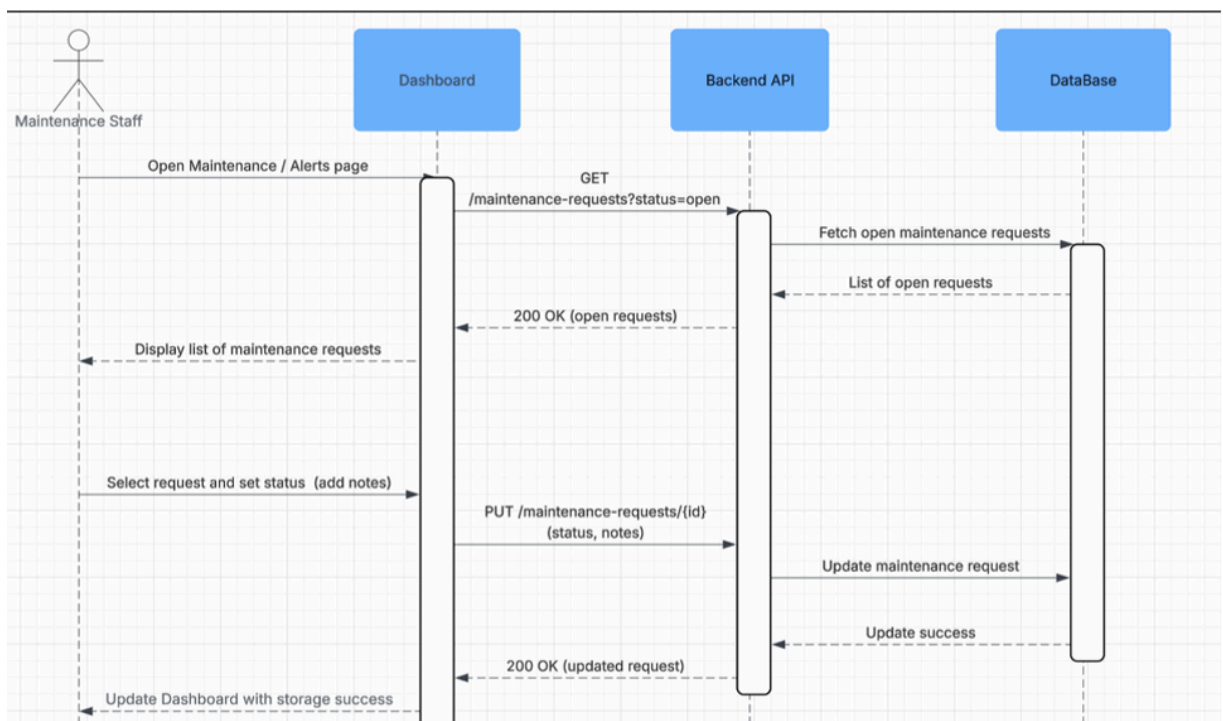 Maintenance Staff
Dashboard
Backend API
DataBase
Open Maintenance / Alerts page
GET
/maintenance-requests?status=open
Fetch open maintenance requests
List of open requests
200 OK (open requests)
Display list of maintenance requests
Select request and set status (add notes)
PUT /maintenance-requests/{id}
(status, notes)
Update maintenance request
Update success
200 OK (updated request)
Update Dashboard with storage success